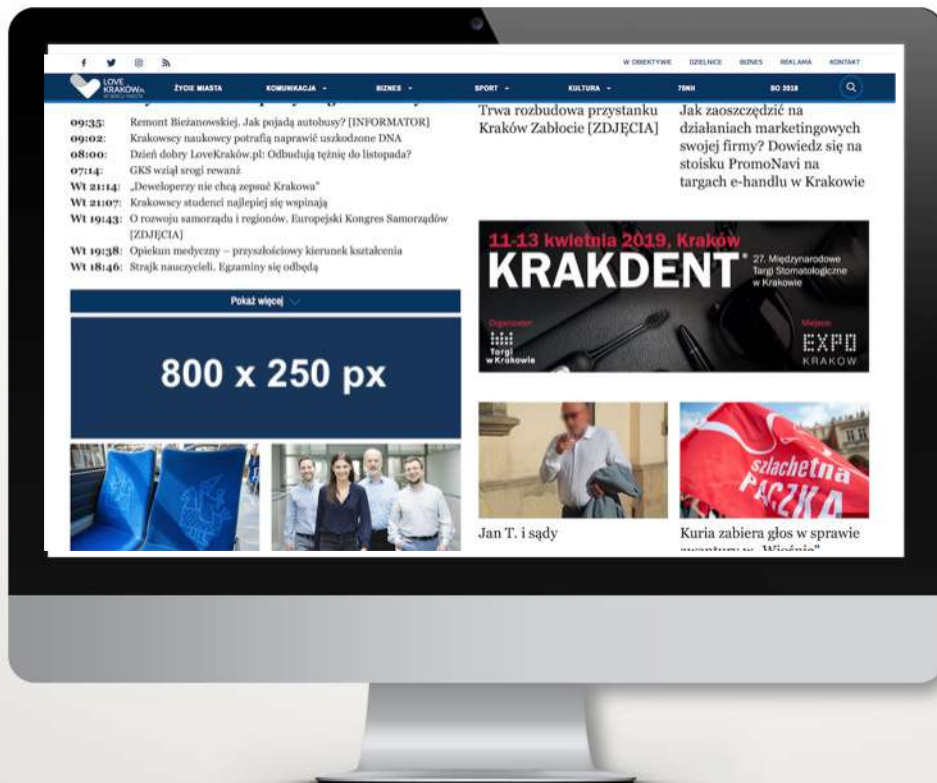 W OBIEKTYWIE DZIELNICE BIZNES REKLAMA KONTAKT
LOVE
KRAKÓW.PL
ŻYCIE MIASTA KOMUNIKACJA BIZNES SPORT KULTURA 7DNH BO 2018
09:35: Remont Bieżanowskiej. Jak pojadą autobusy? [INFORMATOR]
09:02: Krakowscy naukowcy potrafią naprawić uszkodzone DNA
08:00: Dzień dobry LoveKraków.pl: Odbudują tężnię do listopada?
07:14: GKS wziął srogi rewanż
Wt 21:14: „Deweloperzy nie chcą zepsuć Krakowa”
Wt 21:07: Krakowscy studenci najlepiej się wspinają
Wt 19:43: O rozwoju samorządu i regionów. Europejski Kongres Samorządów
[ZDJĘCIA]
Wt 19:38: Opiekun medyczny – przyszłościowy kierunek kształcenia
Wt 18:46: Strajk nauczycieli. Egzaminy się odbędą
Pokaż więcej
800 x 250 px
Trwa rozbudowa przystanku
Kraków Zabłocie [ZDJĘCIA]
Jak zaoszczędzić na
działaniach marketingowych
swojej firmy? Dowiedz się na
stoisku PromoNavi na
targach e-handlu w Krakowie
11-13 kwietnia 2019, Kraków
KRAKDENT®
27. Międzynarodowe
Targi Stomatologiczne
w Krakowie
Organizator:
Targi
w Krakowie
Miejsce:
EXPO
KRAKÓW
szlachetna
PACZKA
Jan T. i sądy
Kuria zabiera głos w sprawie
awantury w „Wiośnie”